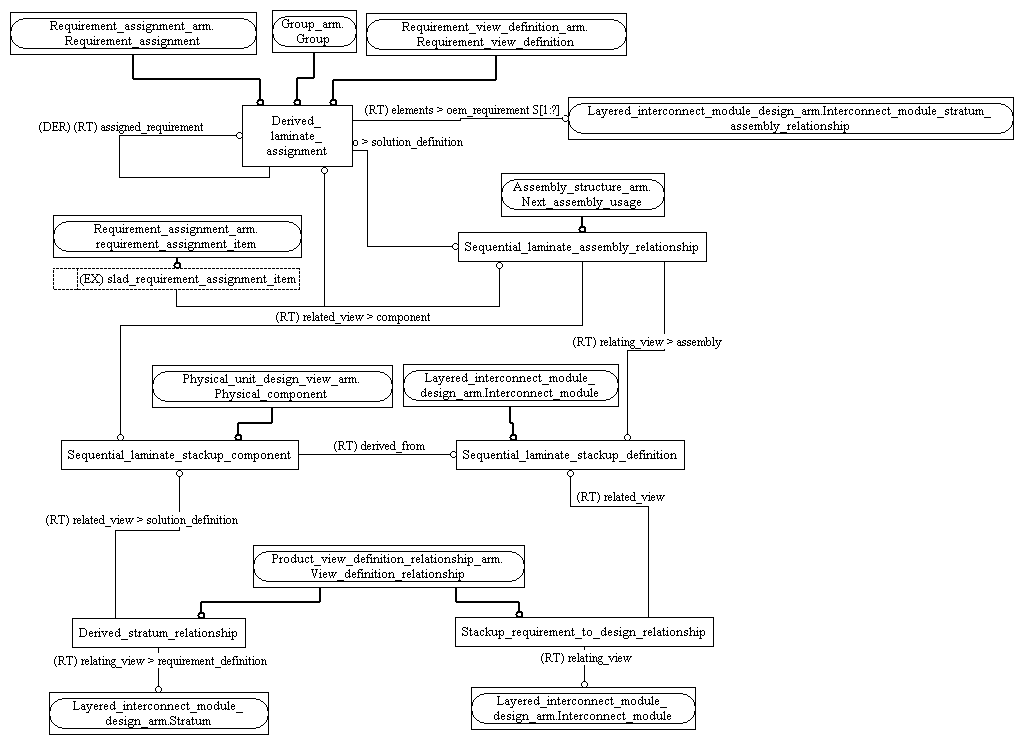 Requirement_assignment_arm.
Requirement_assignment
Group_arm.
Group
Requirement_view_definition_arm.
Requirement_view_definition
(RT) elements > oem_requirement S[1:?]
Layered_interconnect_module_design_arm.Interconnect_module_stratum_
assembly_relationship
(DER) (RT) assigned_requirement
Derived_
laminate_
assignment
> solution_definition
Assembly_structure_arm.
Next_assembly_usage
Requirement_assignment_arm.
requirement_assignment_item
Sequential_laminate_assembly_relationship
(EX) slad_requirement_assignment_item
(RT) related_view > component
(RT) relating_view > assembly
Physical_unit_design_view_arm.
Physical_component
Layered_interconnect_module_
design_arm.Interconnect_module
Sequential_laminate_stackup_component
(RT) derived_from
Sequential_laminate_stackup_definition
(RT) related_view
(RT) related_view > solution_definition
Product_view_definition_relationship_arm.
View_definition_relationship
Derived_stratum_relationship
Stackup_requirement_to_design_relationship
(RT) relating_view > requirement_definition
(RT) relating_view
Layered_interconnect_module_
design_arm.Stratum
Layered_interconnect_module_
design_arm.Interconnect_module